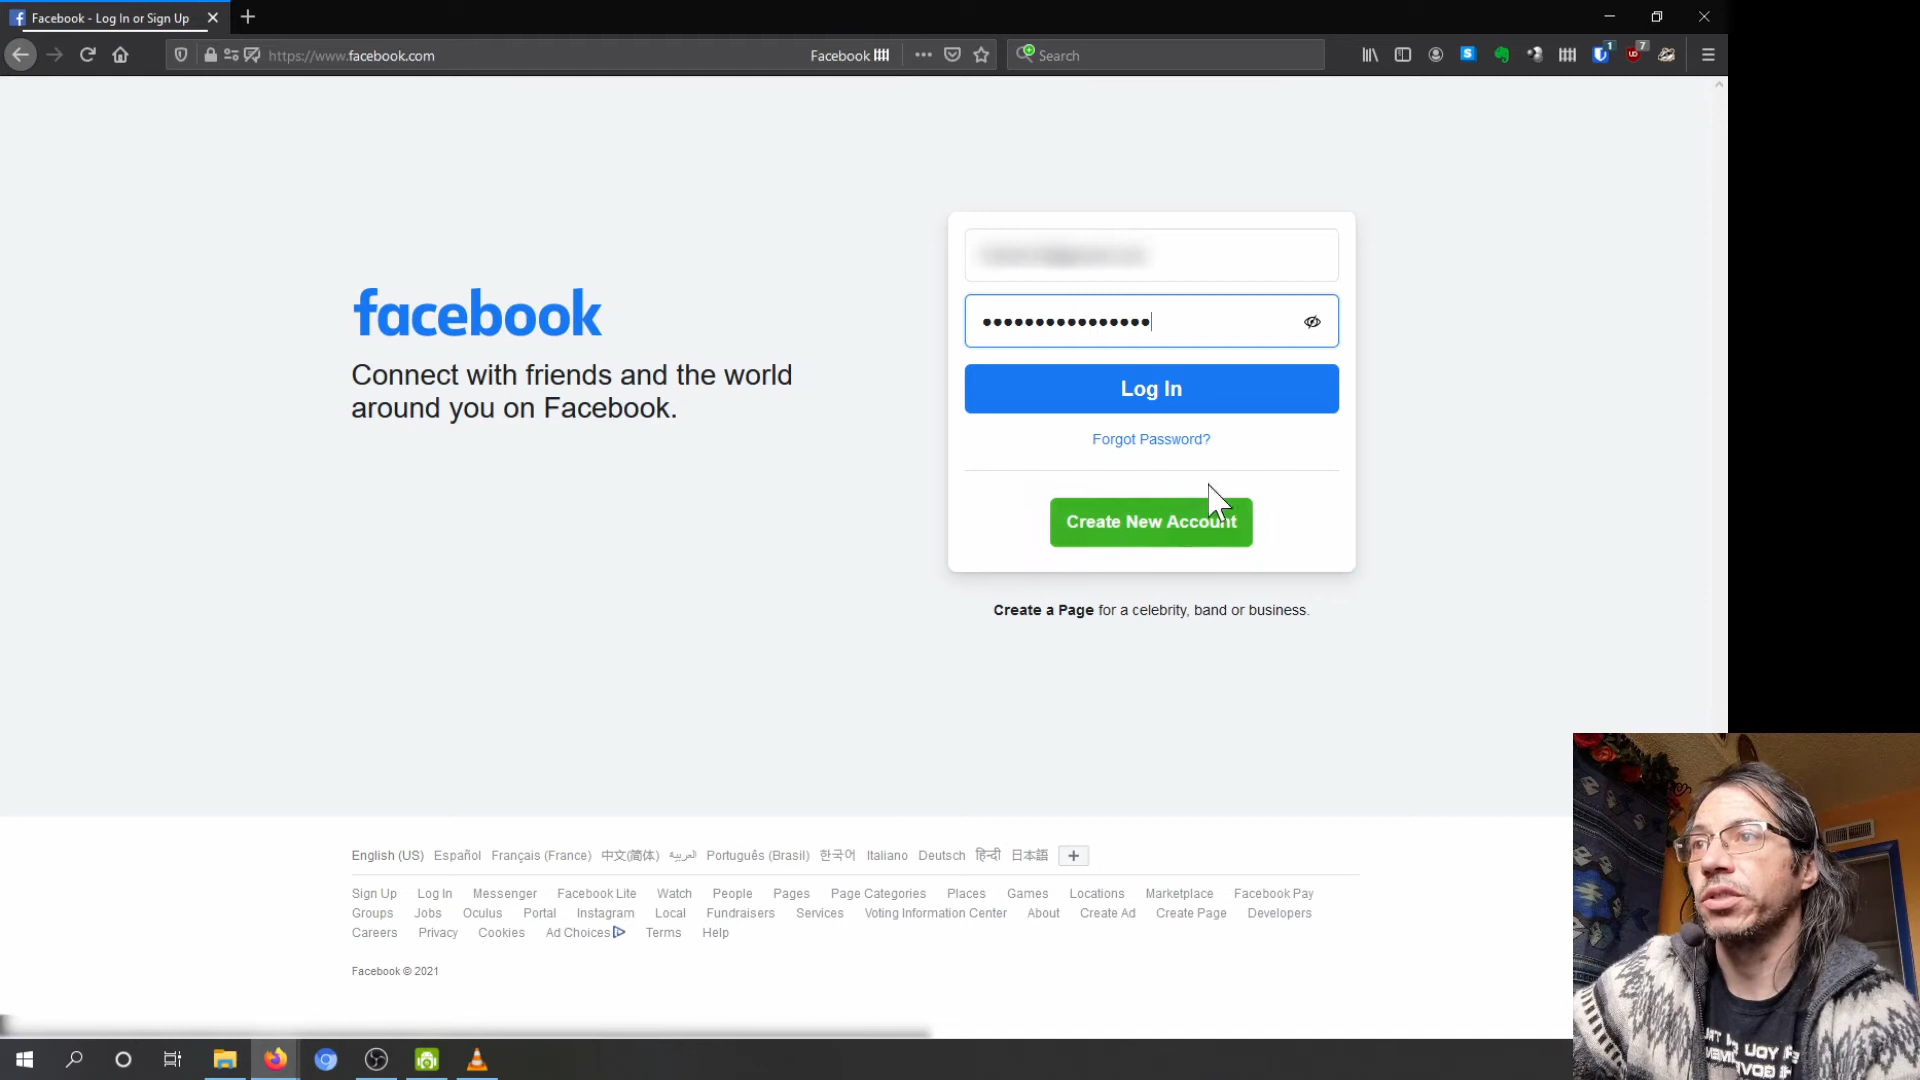 Facebook - Log In or Sign Up
https://www.facebook.com
Facebook
Search
1
7
facebook
Connect with friends and the world
around you on Facebook.
Log In
Forgot Password?
Create New Account
Create a Page for a celebrity, band or business.
English (US) Español Français (France) 中文(简体) العربية Português (Brasil) 한국어 Italiano Deutsch हिन्दी 日本語
Sign Up Log In Messenger Facebook Lite Watch People Pages Page Categories Places Games Locations Marketplace Facebook Pay
Groups Jobs Oculus Portal Instagram Local Fundraisers Services Voting Information Center About Create Ad Create Page Developers
Careers Privacy Cookies Ad Choices Terms Help
Facebook © 2021